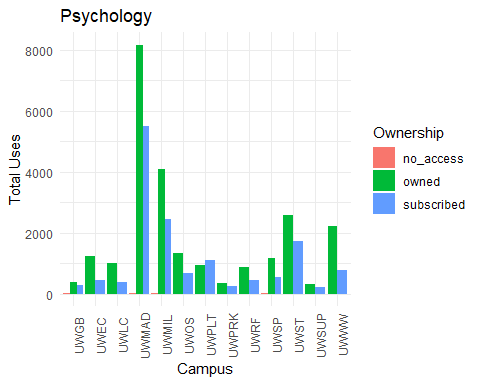 Psychology
8000
6000
4000
2000
0
Total Uses
UWGB
UWEC
UWLC
UWMAD
UWMIL
UWOS
UWPLT
UWPRK
UWRF
UWSP
UWST
UWSUP
UWWW
Campus
Ownership
no_access
owned
subscribed